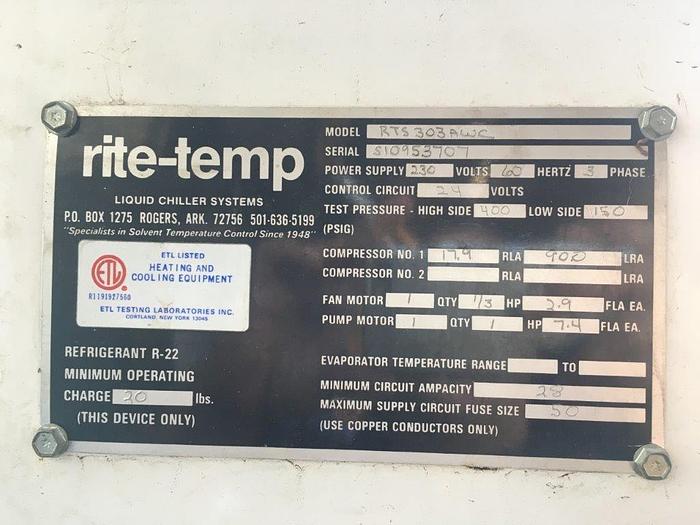 rite-temp
LIQUID CHILLER SYSTEMS
P.O. BOX 1275 ROGERS, ARK. 72756 501-636-5199
"Specialists in Solvent Temperature Control Since 1948"
ETL LISTED
ETL
HEATING AND
COOLING EQUIPMENT
R1191927560
ETL TESTING LABORATORIES INC.
CORTLAND, NEW YORK 13045
REFRIGERANT R-22
MINIMUM OPERATING
CHARGE 20 lbs.
(THIS DEVICE ONLY)
MODEL RTS303AWC
SERIAL S10953707
POWER SUPPLY 230 VOLTS 60 HERTZ 3 PHASE
CONTROL CIRCUIT 24 VOLTS
TEST PRESSURE - HIGH SIDE 400 LOW SIDE 150
(PSIG)
COMPRESSOR NO. 1 17.9 RLA 90.0 LRA
COMPRESSOR NO. 2 RLA LRA
FAN MOTOR 1 QTY 1/3 HP 2.9 FLA EA.
PUMP MOTOR 1 QTY 1 HP 7.4 FLA EA.
EVAPORATOR TEMPERATURE RANGE TO
MINIMUM CIRCUIT AMPACITY 28
MAXIMUM SUPPLY CIRCUIT FUSE SIZE 50
(USE COPPER CONDUCTORS ONLY)